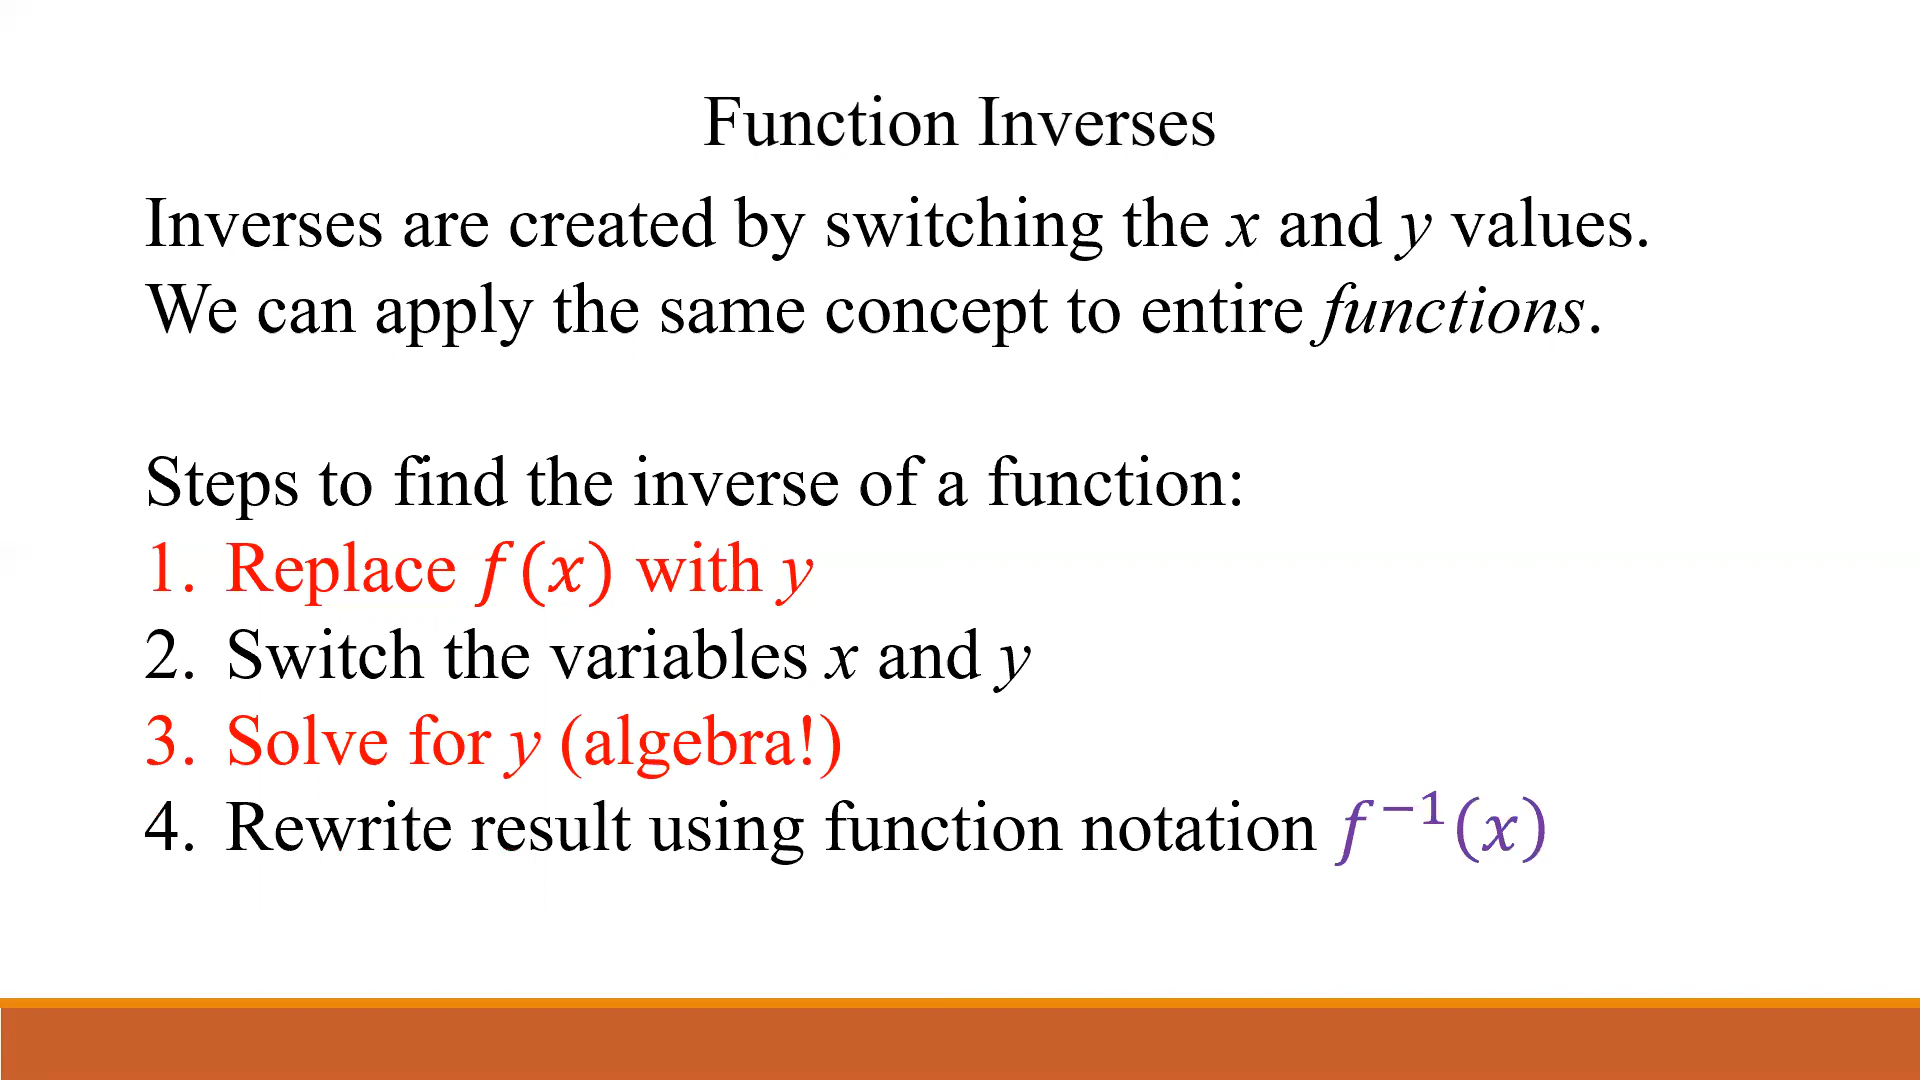 Function Inverses
Inverses are created by switching the x and y values.
We can apply the same concept to entire functions.
Steps to find the inverse of a function:
1. Replace f(x) with y
2. Switch the variables x and y
3. Solve for y (algebra!)
4. Rewrite result using function notation f⁻¹(x)